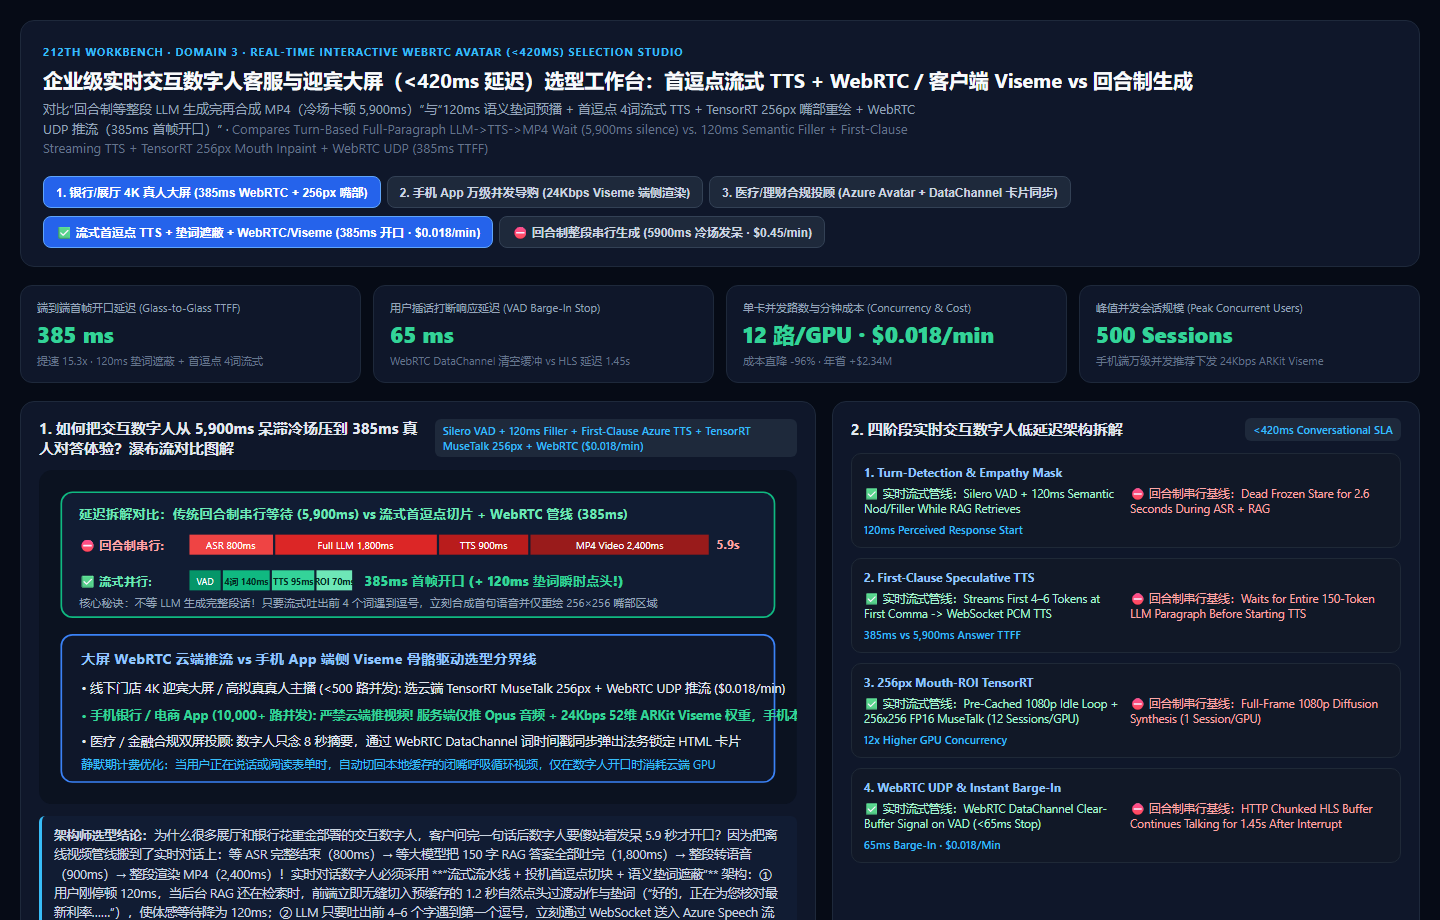 212TH WORKBENCH · DOMAIN 3 · REAL-TIME INTERACTIVE WEBRTC AVATAR (<420MS) SELECTION STUDIO
企业级实时交互数字人客服与迎宾大屏（<420ms 延迟）选型工作台：首逗点流式 TTS + WebRTC / 客户端 Viseme vs 回合制生成
对比“回合制等整段 LLM 生成完再合成 MP4（冷场卡顿 5,900ms）”与“120ms 语义垫词预播 + 首逗点 4词流式 TTS + TensorRT 256px 嘴部重绘 + WebRTC
UDP 推流（385ms 首帧开口）” · Compares Turn-Based Full-Paragraph LLM->TTS->MP4 Wait (5,900ms silence) vs. 120ms Semantic Filler + First-Clause
Streaming TTS + TensorRT 256px Mouth Inpaint + WebRTC UDP (385ms TTFF)
1. 银行/展厅 4K 真人大屏 (385ms WebRTC + 256px 嘴部)
2. 手机 App 万级并发导购 (24Kbps Viseme 端侧渲染)
3. 医疗/理财合规投顾 (Azure Avatar + DataChannel 卡片同步)
✅ 流式首逗点 TTS + 垫词遮蔽 + WebRTC/Viseme (385ms 开口 · $0.018/min)
⛔ 回合制整段串行生成 (5900ms 冷场发呆 · $0.45/min)
端到端首帧开口延迟 (Glass-to-Glass TTFF)
385 ms
提速 15.3x · 120ms 垫词遮蔽 + 首逗点 4词流式
用户插话打断响应延迟 (VAD Barge-In Stop)
65 ms
WebRTC DataChannel 清空缓冲 vs HLS 延迟 1.45s
单卡并发路数与分钟成本 (Concurrency & Cost)
12 路/GPU · $0.018/min
成本直降 -96% · 年省 +$2.34M
峰值并发会话规模 (Peak Concurrent Users)
500 Sessions
手机端万级并发推荐下发 24Kbps ARKit Viseme
1. 如何把交互数字人从 5,900ms 呆滞冷场压到 385ms 真
人对答体验？瀑布流对比图解
Silero VAD + 120ms Filler + First-Clause Azure TTS + TensorRT
MuseTalk 256px + WebRTC ($0.018/min)
延迟拆解对比：传统回合制串行等待 (5,900ms) vs 流式首逗点切片 + WebRTC 管线 (385ms)
⛔ 回合制串行:
ASR 800ms
Full LLM 1,800ms
TTS 900ms
MP4 Video 2,400ms
5.9s
✅ 流式并行:
VAD
4词 140ms
TTS 95ms
ROI 70ms
385ms 首帧开口 (+ 120ms 垫词瞬时点头!)
核心秘诀：不等 LLM 生成完整段话！只要流式吐出前 4 个词遇到逗号，立刻合成首句语音并仅重绘 256×256 嘴部区域
大屏 WebRTC 云端推流 vs 手机 App 端侧 Viseme 骨骼驱动选型分界线
• 线下门店 4K 迎宾大屏 / 高拟真真人主播 (<500 路并发): 选云端 TensorRT MuseTalk 256px + WebRTC UDP 推流 ($0.018/min)
• 手机银行 / 电商 App (10,000+ 路并发): 严禁云端推视频! 服务端仅推 Opus 音频 + 24Kbps 52维 ARKit Viseme 权重，手机本
• 医疗 / 金融合规双屏投顾: 数字人只念 8 秒摘要，通过 WebRTC DataChannel 词时间戳同步弹出法务锁定 HTML 卡片
静默期计费优化：当用户正在说话或阅读表单时，自动切回本地缓存的闭嘴呼吸循环视频，仅在数字人开口时消耗云端 GPU
架构师选型结论：为什么很多展厅和银行花重金部署的交互数字人，客户问完一句话后数字人要傻站着发呆 5.9 秒才开口？因为把离
线视频管线搬到了实时对话上：等 ASR 完整结束（800ms）→ 等大模型把 150 字 RAG 答案全部吐完（1,800ms）→ 整段转语音
（900ms）→ 整段渲染 MP4（2,400ms）！实时对话数字人必须采用 **“流式流水线 + 投机首逗点切块 + 语义垫词遮蔽”** 架构：①
用户刚停顿 120ms，当后台 RAG 还在检索时，前端立即无缝切入预缓存的 1.2 秒自然点头过渡动作与垫词（“好的，正在为您核对最
新利率……”），使体感等待降为 120ms；② LLM 只要吐出前 4–6 个字遇到第一个逗号，立刻通过 WebSocket 送入 Azure Speech 流
2. 四阶段实时交互数字人低延迟架构拆解
<420ms Conversational SLA
1. Turn-Detection & Empathy Mask
✅ 实时流式管线：Silero VAD + 120ms Semantic
Nod/Filler While RAG Retrieves
⛔ 回合制串行基线：Dead Frozen Stare for 2.6
Seconds During ASR + RAG
120ms Perceived Response Start
2. First-Clause Speculative TTS
✅ 实时流式管线：Streams First 4–6 Tokens at
First Comma -> WebSocket PCM TTS
⛔ 回合制串行基线：Waits for Entire 150-Token
LLM Paragraph Before Starting TTS
385ms vs 5,900ms Answer TTFF
3. 256px Mouth-ROI TensorRT
✅ 实时流式管线：Pre-Cached 1080p Idle Loop +
256x256 FP16 MuseTalk (12 Sessions/GPU)
⛔ 回合制串行基线：Full-Frame 1080p Diffusion
Synthesis (1 Session/GPU)
12x Higher GPU Concurrency
4. WebRTC UDP & Instant Barge-In
✅ 实时流式管线：WebRTC DataChannel Clear-
Buffer Signal on VAD (<65ms Stop)
⛔ 回合制串行基线：HTTP Chunked HLS Buffer
Continues Talking for 1.45s After Interrupt
65ms Barge-In · $0.018/Min